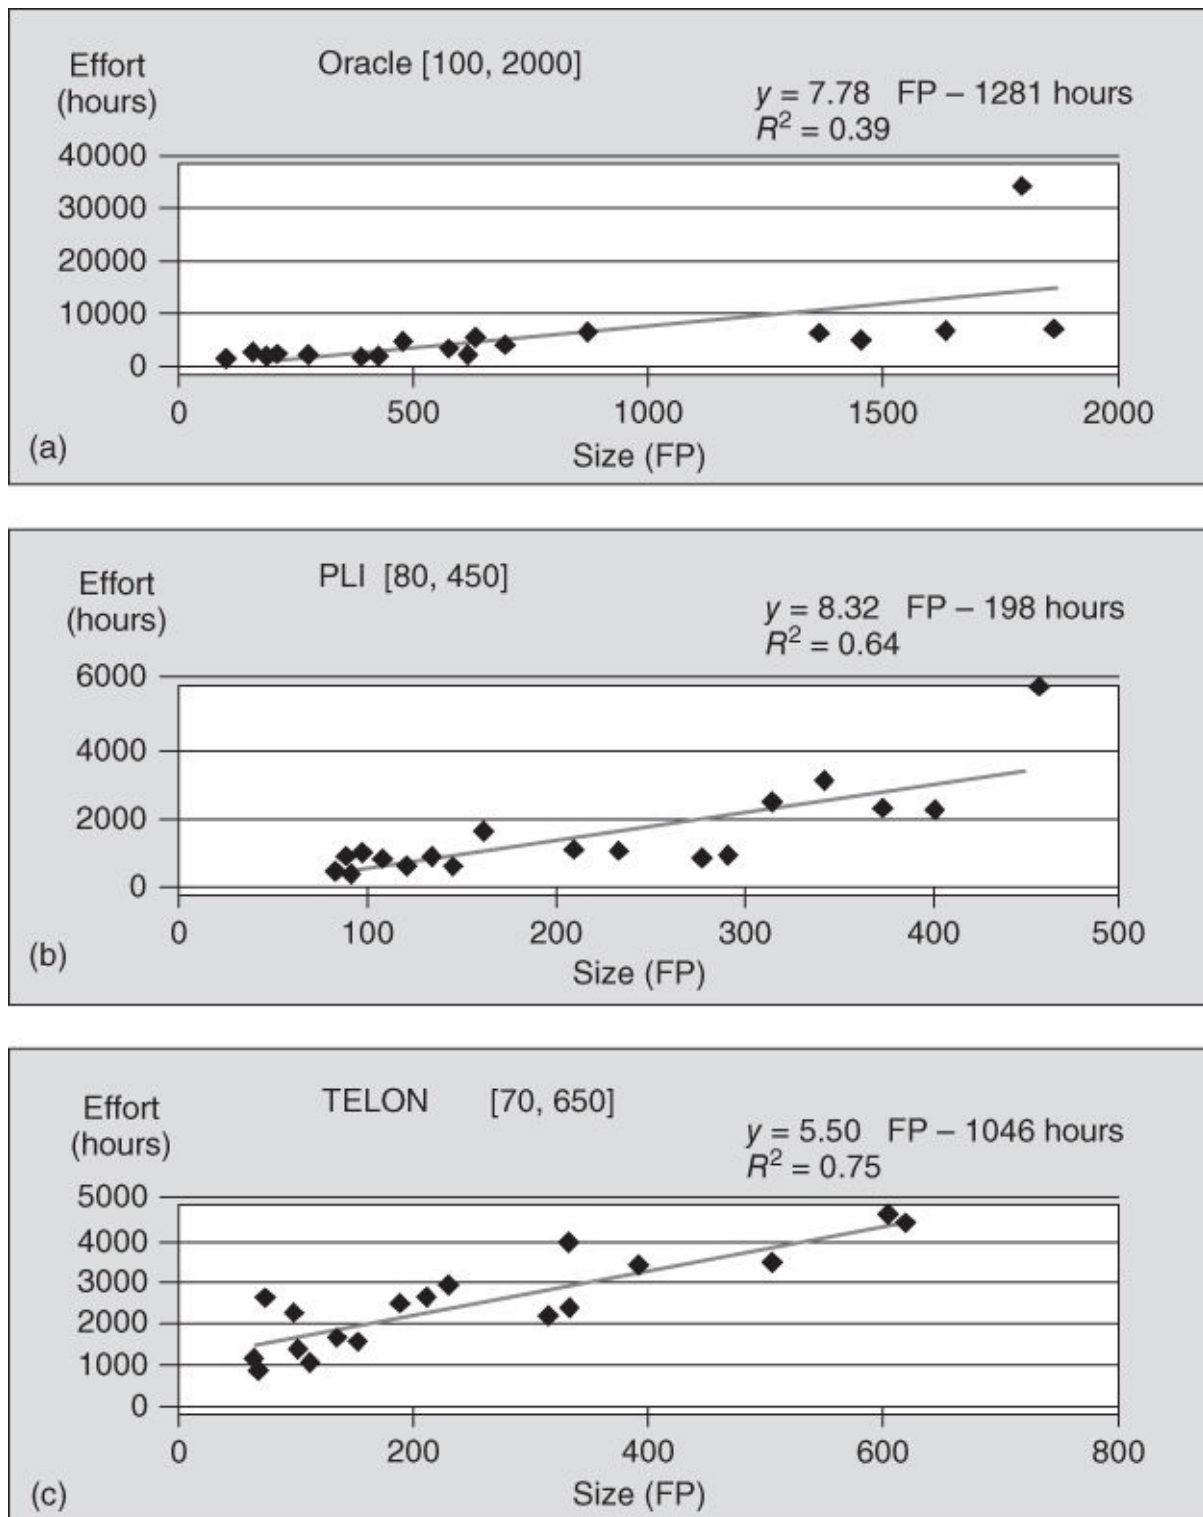 Oracle [100, 2000]
Effort
(hours)
y = 7.78 FP – 1281 hours
R² = 0.39
40000
30000
20000
10000
0
0 500 1000 1500 2000
Size (FP)
(a)
PLI [80, 450]
Effort
(hours)
y = 8.32 FP – 198 hours
R² = 0.64
6000
4000
2000
0
0 100 200 300 400 500
Size (FP)
(b)
TELON [70, 650]
Effort
(hours)
y = 5.50 FP – 1046 hours
R² = 0.75
5000
4000
3000
2000
1000
0
0 200 400 600 800
Size (FP)
(c)